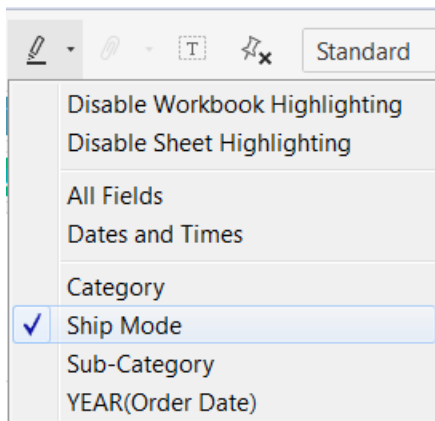 T
Standard
Disable Workbook Highlighting
Disable Sheet Highlighting
All Fields
Dates and Times
Category
Ship Mode
Sub-Category
YEAR(Order Date)